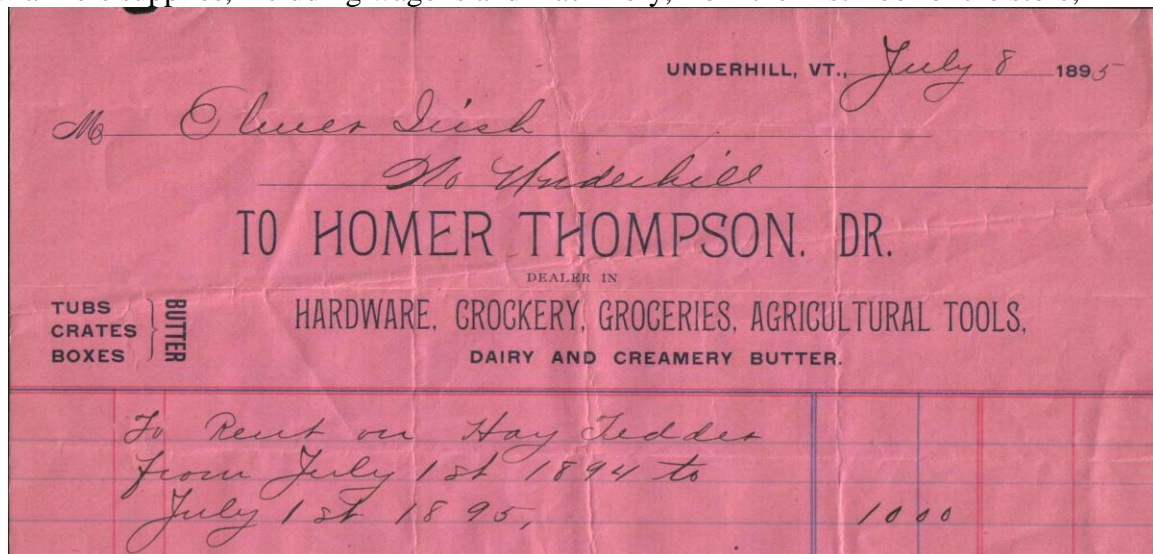 UNDERHILL, VT., July 8 1895
M Elmer Irish
No Underhill
TO HOMER THOMPSON. DR.
DEALER IN
TUBS
CRATES
BOXES
BUTTER
HARDWARE, CROCKERY, GROCERIES, AGRICULTURAL TOOLS,
DAIRY AND CREAMERY BUTTER.
To Rent on Hay Tedder
from July 1st 1894 to
July 1st 1895, 10 00